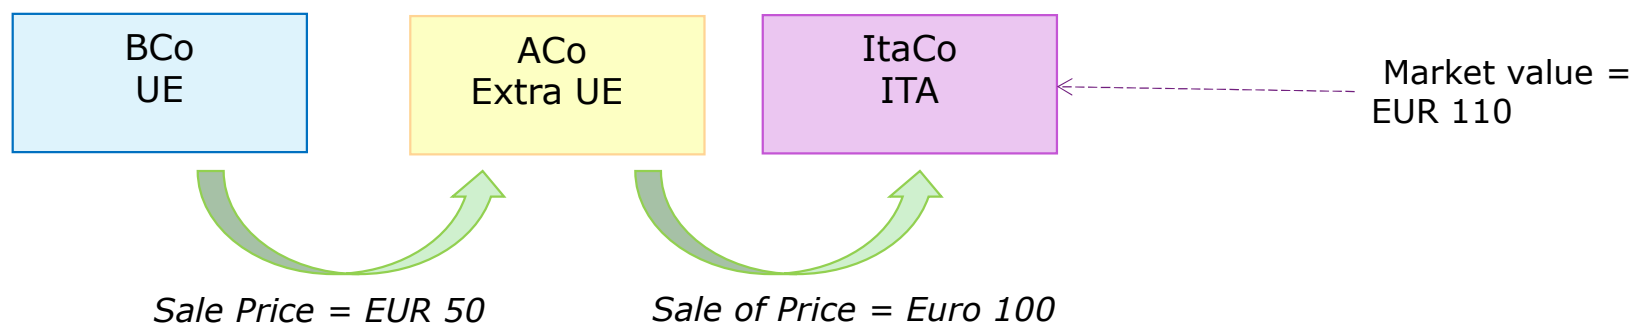 BCo
UE
ACo
Extra UE
ItaCo
ITA
Market value =
EUR 110
Sale Price = EUR 50
Sale of Price = Euro 100